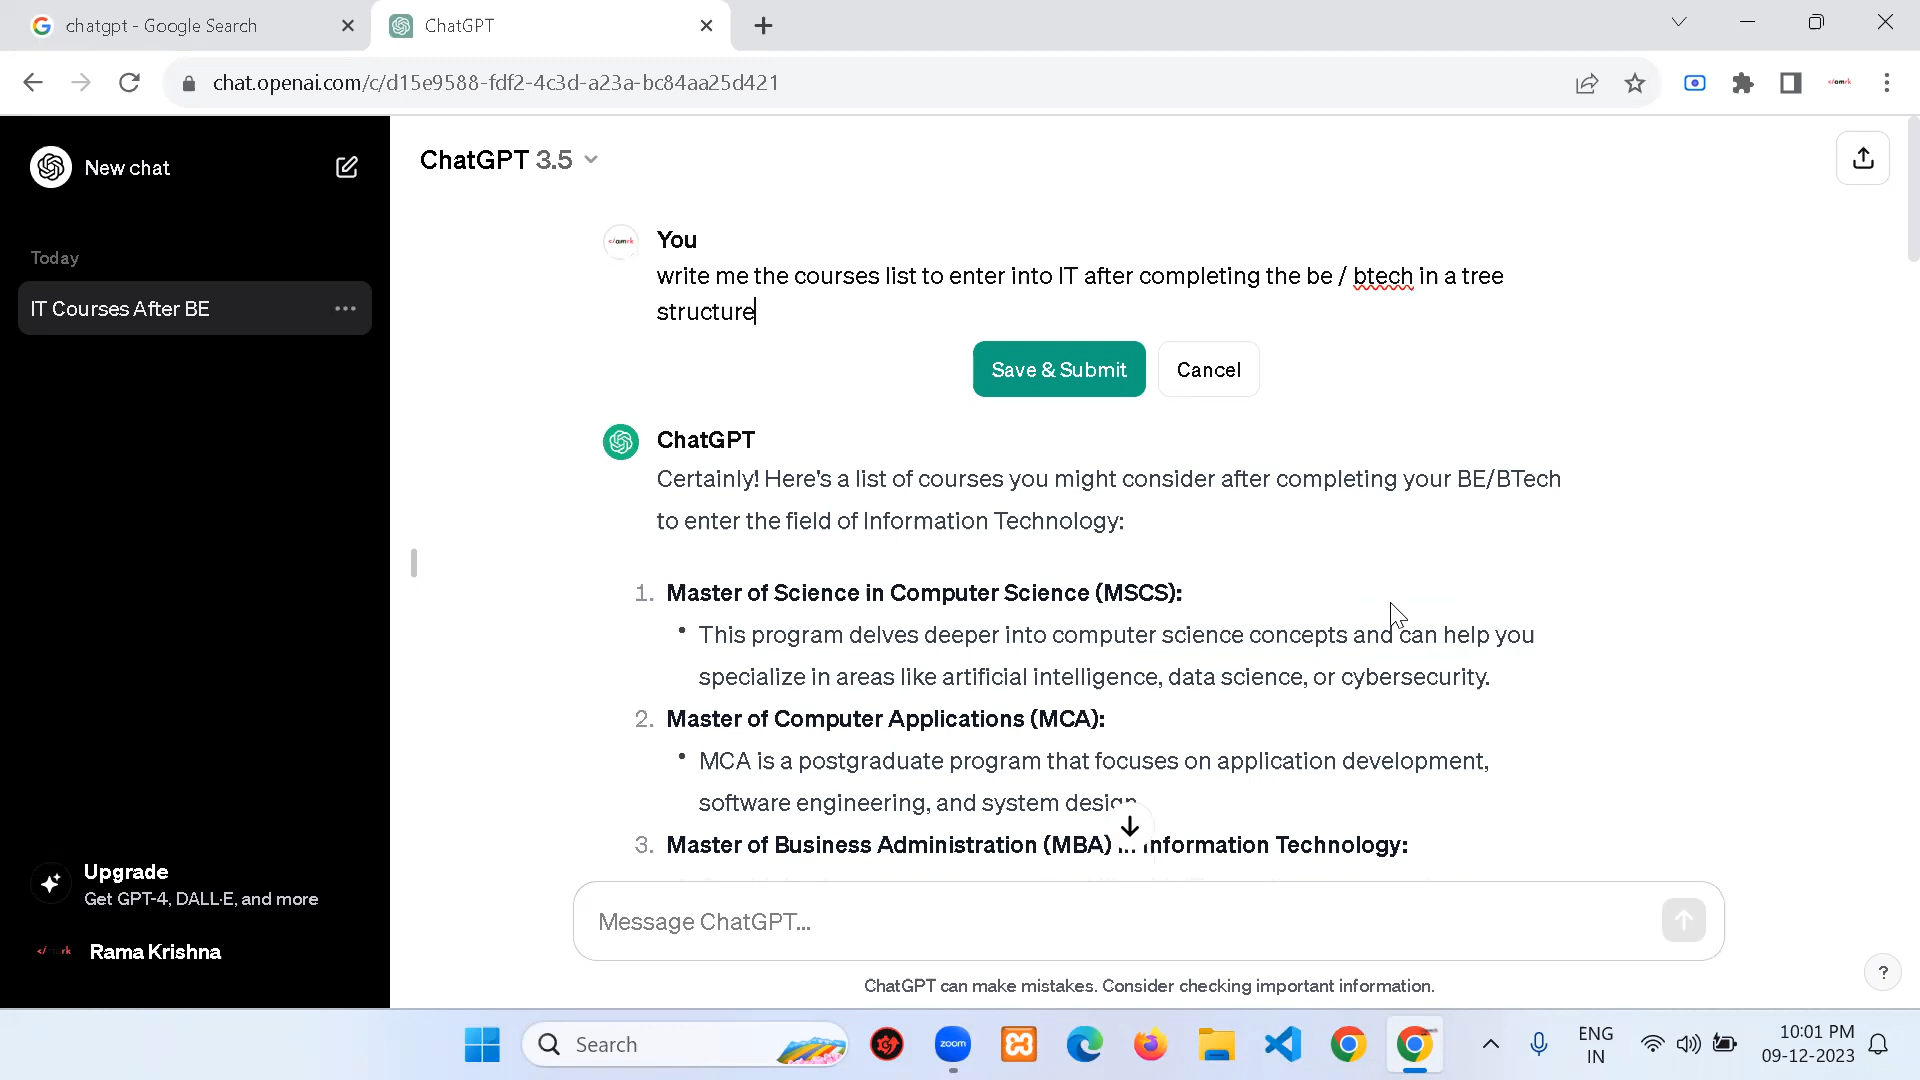 chatgpt - Google Search
ChatGPT
chat.openai.com/c/d15e9588-fdf2-4c3d-a23a-bc84aa25d421
New chat
ChatGPT 3.5
Today
IT Courses After BE
You
write me the courses list to enter into IT after completing the be / btech in a tree
structure
Save & Submit
Cancel
ChatGPT
Certainly! Here's a list of courses you might consider after completing your BE/BTech
to enter the field of Information Technology:
1. Master of Science in Computer Science (MSCS):
• This program delves deeper into computer science concepts and can help you
specialize in areas like artificial intelligence, data science, or cybersecurity.
2. Master of Computer Applications (MCA):
• MCA is a postgraduate program that focuses on application development,
software engineering, and system design.
3. Master of Business Administration (MBA) in Information Technology:
Upgrade
Get GPT-4, DALL·E, and more
Rama Krishna
Message ChatGPT...
?
ChatGPT can make mistakes. Consider checking important information.
Search
zoom
ENG
IN
10:01 PM
09-12-2023